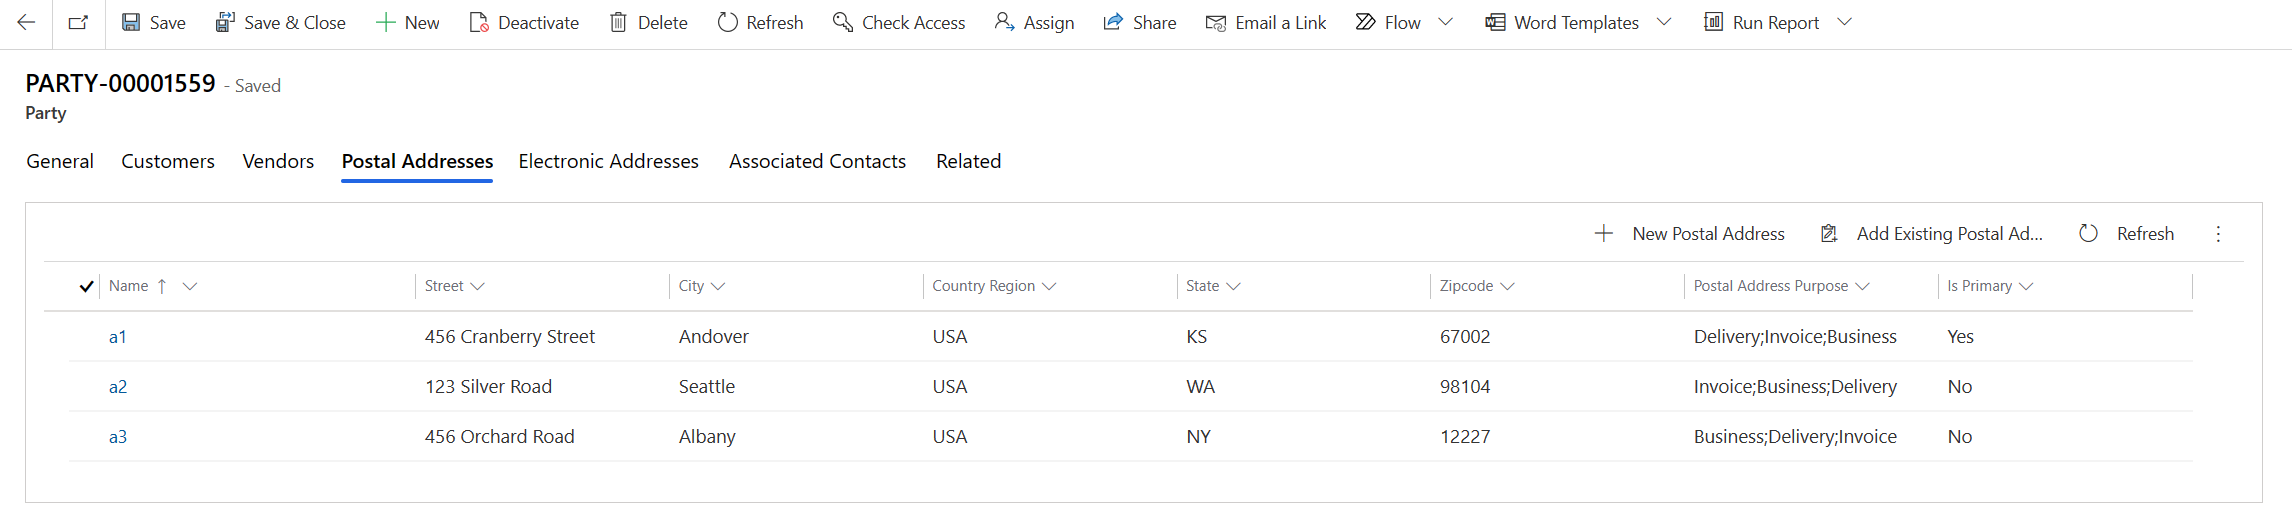 Save Save & Close New Deactivate Delete Refresh Check Access Assign Share Email a Link Flow Word Templates Run Report
PARTY-00001559 - Saved
Party
General Customers Vendors Postal Addresses Electronic Addresses Associated Contacts Related
New Postal Address Add Existing Postal Ad... Refresh
Name Street City Country Region State Zipcode Postal Address Purpose Is Primary
a1 456 Cranberry Street Andover USA KS 67002 Delivery;Invoice;Business Yes
a2 123 Silver Road Seattle USA WA 98104 Invoice;Business;Delivery No
a3 456 Orchard Road Albany USA NY 12227 Business;Delivery;Invoice No